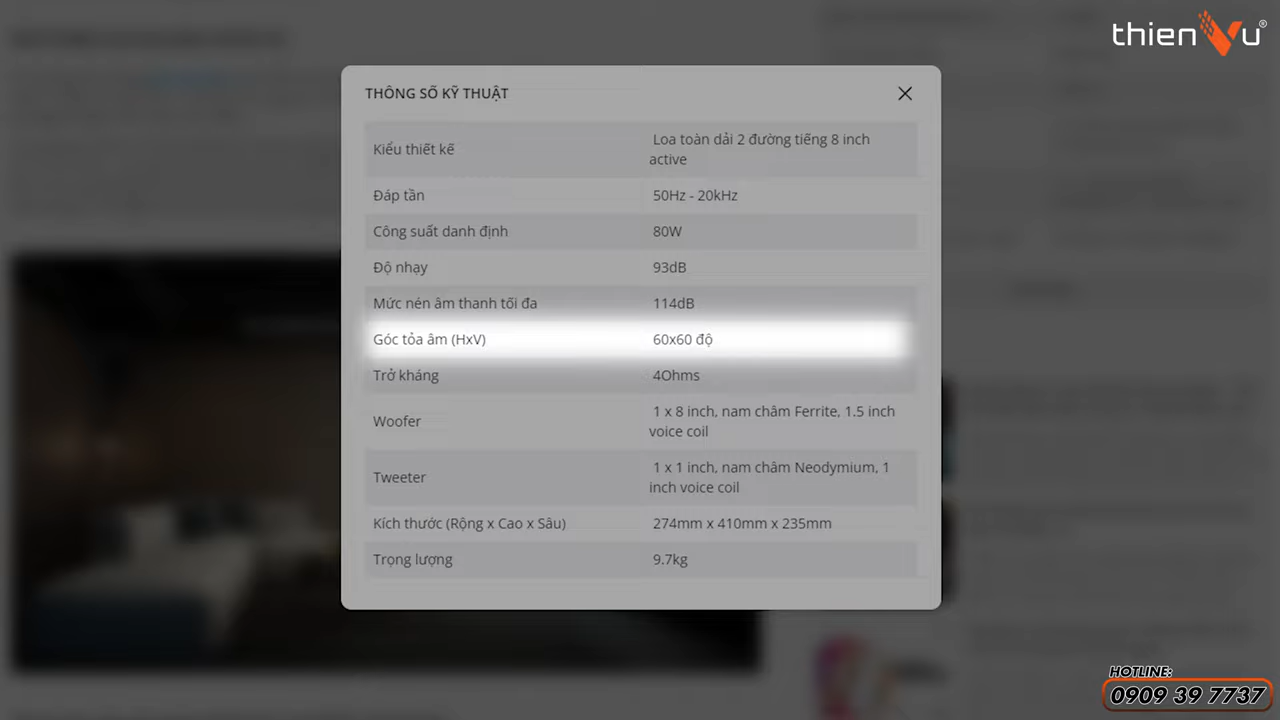 thienVu®
THÔNG SỐ KỸ THUẬT
Kiểu thiết kế
Loa toàn dải 2 đường tiếng 8 inch
active
Đáp tần
50Hz - 20kHz
Công suất danh định
80W
Độ nhạy
93dB
Mức nén âm thanh tối đa
114dB
Góc tỏa âm (HxV)
60x60 độ
Trở kháng
4Ohms
Woofer
1 x 8 inch, nam châm Ferrite, 1.5 inch
voice coil
Tweeter
1 x 1 inch, nam châm Neodymium, 1
inch voice coil
Kích thước (Rộng x Cao x Sâu)
274mm x 410mm x 235mm
Trọng lượng
9.7kg
HOTLINE:
0909 39 7737